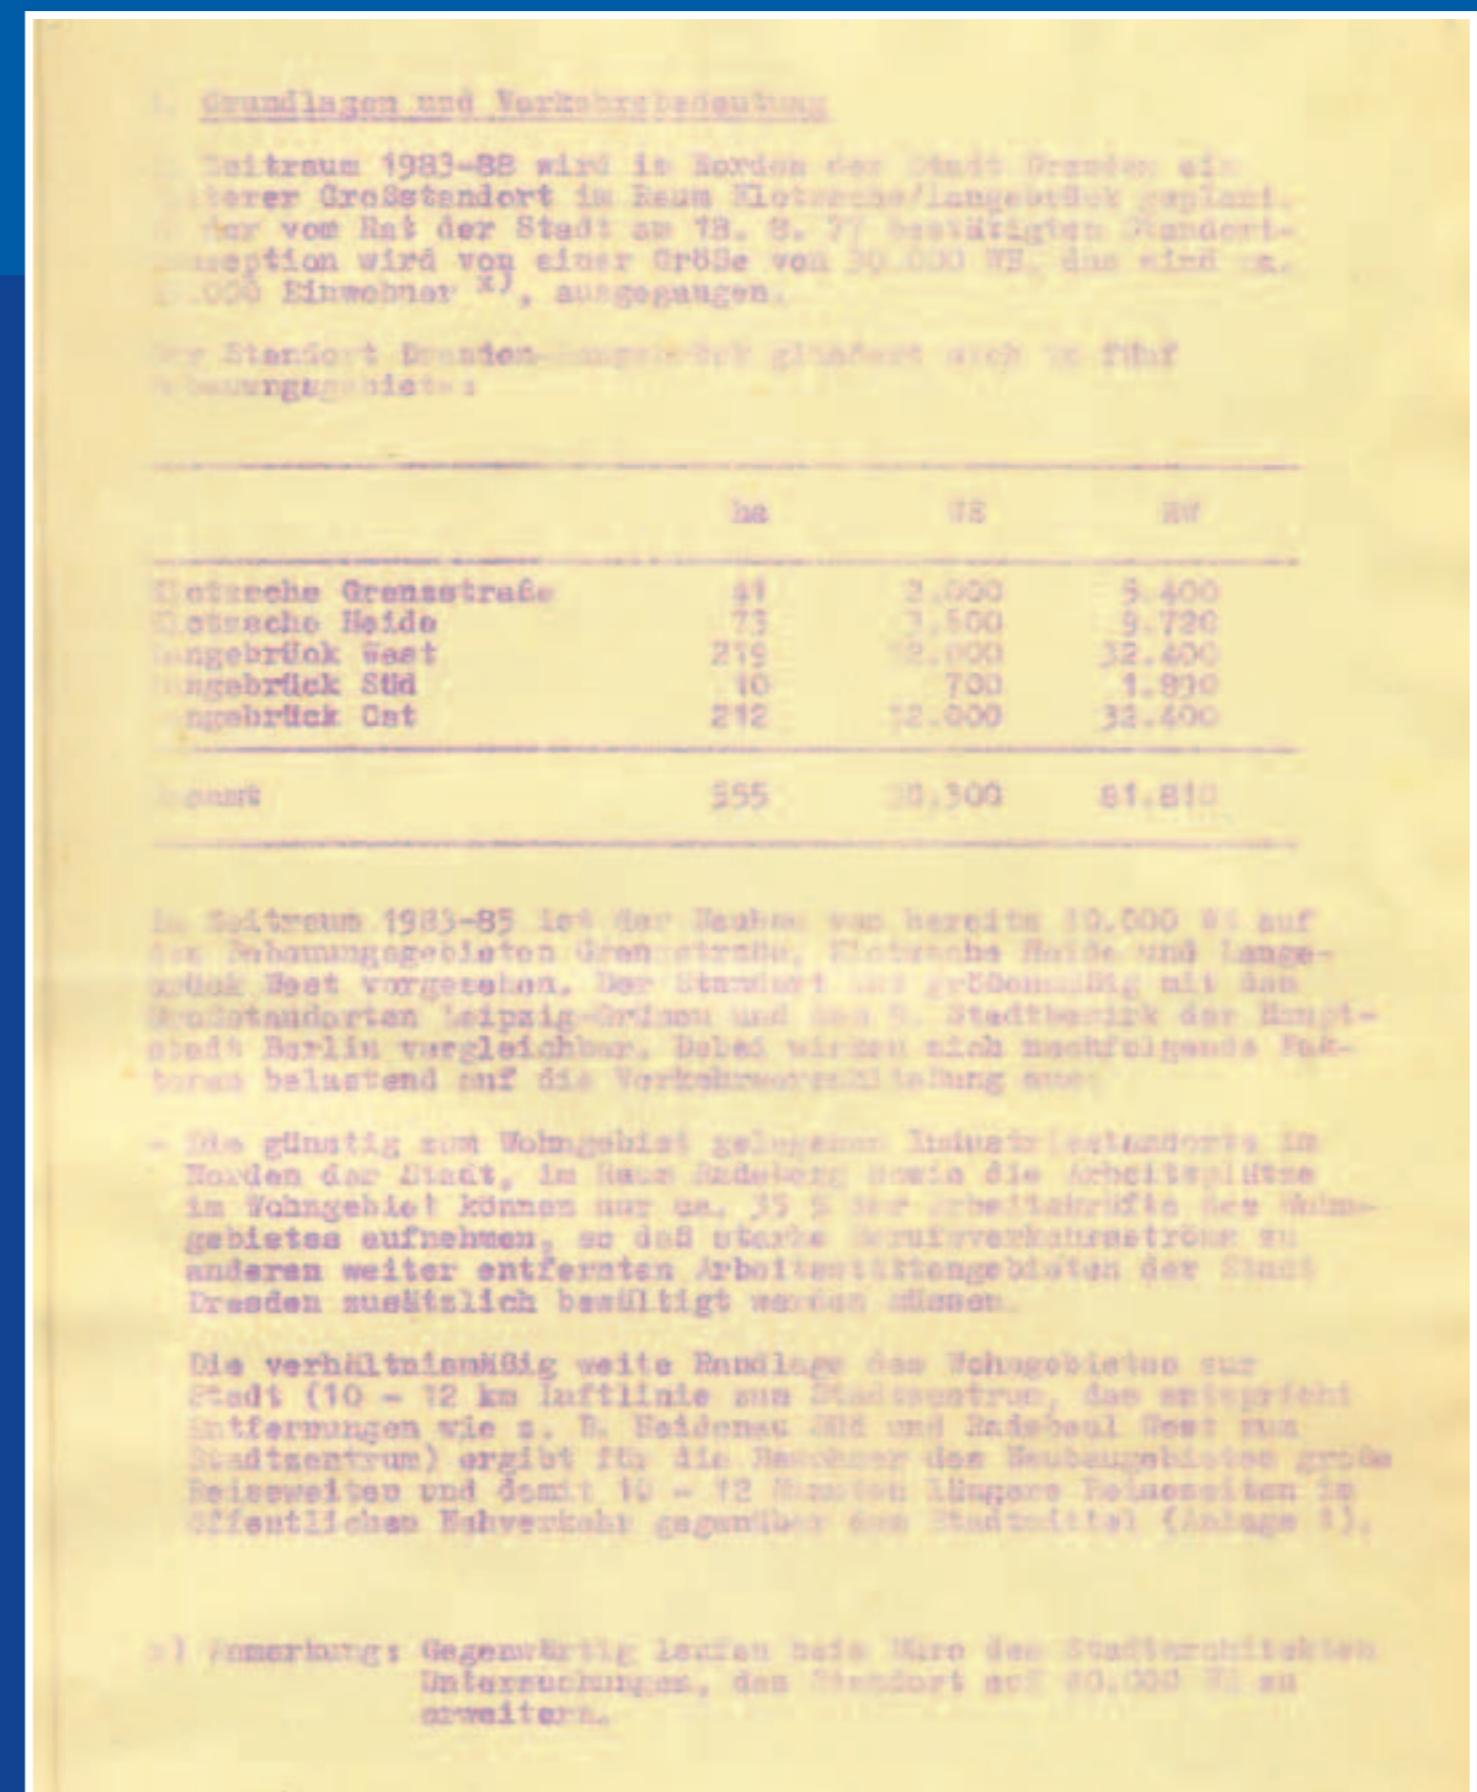 1. Grundlagen und Verkehrsbedeutung
Zeitraum 1983-88 wird im Norden der Stadt Dresden ein
weiterer Großstandort im Raum Klotzsche/Langebrück geplant.
der vom Rat der Stadt am 18. 8. 77 bestätigten Standort-
konzeption wird von einer Größe von 30.000 WE, das sind ca.
Einwohner x), ausgegangen.
Der Standort Dresden-Langebrück gliedert sich in fünf
Bebauungsgebiete:
ha WE EW
Klotzsche Grenzstraße 41 2.000 5.400
Klotzsche Heide 73 3.500 9.720
Langebrück West 219 12.000 32.400
Langebrück Süd 10 700 1.890
Langebrück Ost 212 12.000 32.400
Gesamt 555 30.300 81.810
Im Zeitraum 1983-85 ist der Neubau von bereits 10.000 WE auf
den Bebauungsgebieten Grenzstraße, Klotzsche Heide und Lange-
brück West vorgesehen. Der Standort ist größenmäßig mit den
Großstandorten Leipzig-Grünau und dem 9. Stadtbezirk der Haupt-
stadt Berlin vergleichbar. Dabei wirken sich nachfolgende Fak-
toren belastend auf die Verkehrserschließung aus:
- Die günstig zum Wohngebiet gelegenen Industriestandorte im
Norden der Stadt, im Raum Radeberg sowie die Arbeitsplätze
im Wohngebiet können nur ca. 35 % der Arbeitskräfte des Wohn-
gebietes aufnehmen, so daß starke Berufsverkehrsströme zu
anderen weiter entfernten Arbeitsstättengebieten der Stadt
Dresden zusätzlich bewältigt werden müssen.
Die verhältnismäßig weite Randlage des Wohngebietes zur
Stadt (10 - 12 km Luftlinie zum Stadtzentrum, das entspricht
Entfernungen wie z. B. Heidenau Süd und Radebeul West zum
Stadtzentrum) ergibt für die Bewohner des Neubaugebietes große
Reiseweiten und damit 10 - 12 Minuten längere Reisezeiten im
öffentlichen Nahverkehr gegenüber dem Stadtmittel (Anlage 1).
x) Anmerkung: Gegenwärtig laufen beim Büro des Stadtarchitekten
Untersuchungen, den Standort auf 40.000 WE zu
erweitern.